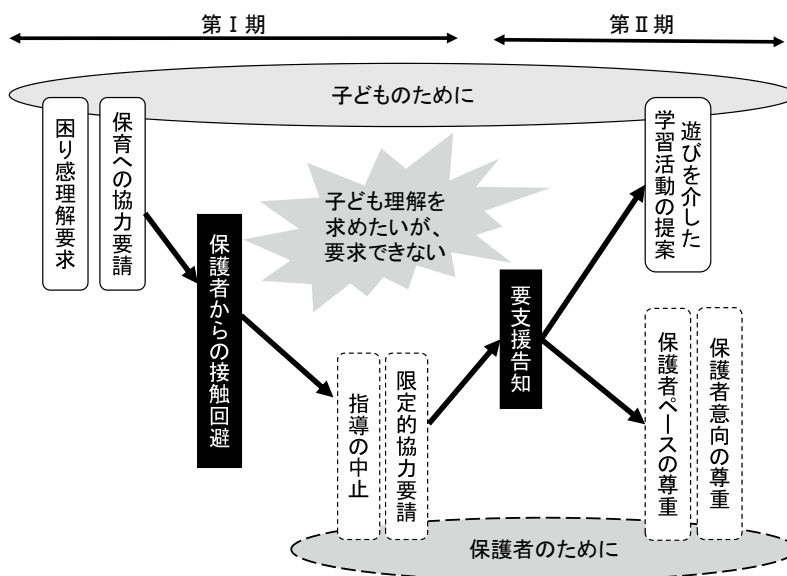 第Ⅰ期
第Ⅱ期
子どものために
困り感理解要求
保育への協力要請
保護者からの接触回避
子ども理解を
求めたいが、
要求できない
指導の中止
限定的協力要請
要支援告知
遊びを介した
学習活動の提案
保護者ペースの尊重
保護者意向の尊重
保護者のために